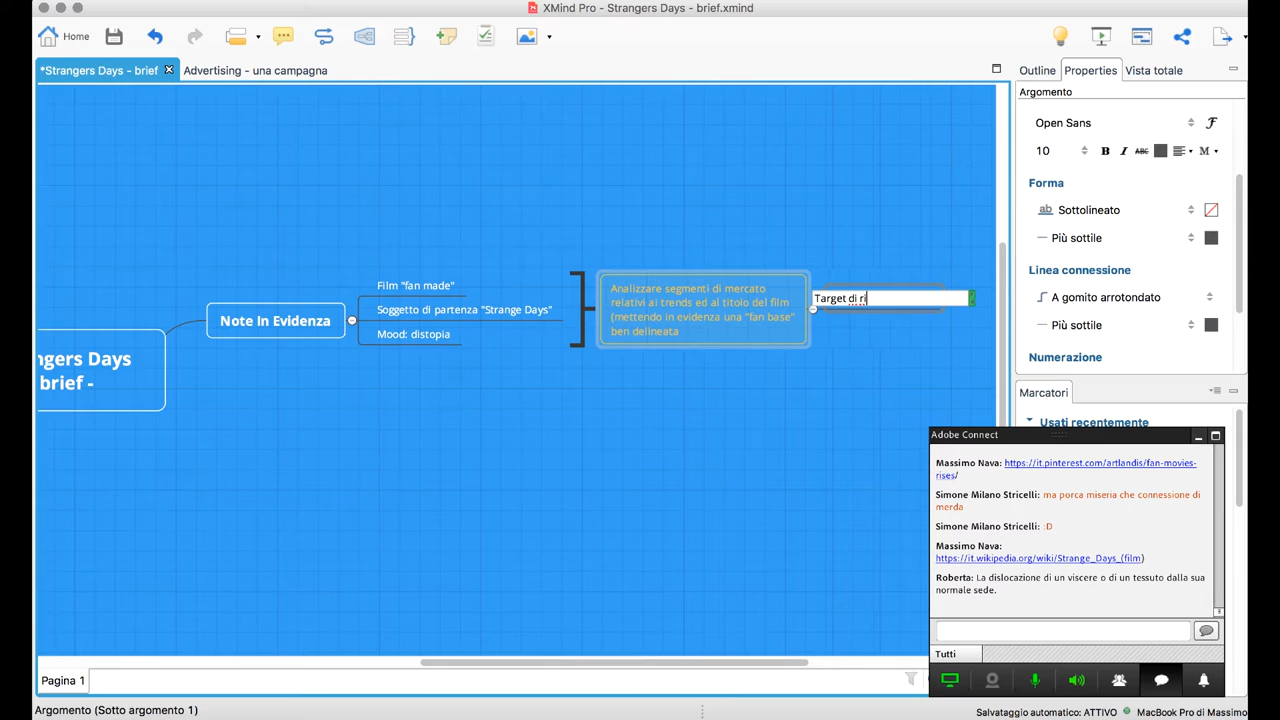 XMind Pro - Strangers Days - brief.xmind
Home
*Strangers Days - brief
Advertising - una campagna
Outline
Properties
Vista totale
Argomento
Open Sans
10
B I ABC M
Forma
ab Sottolineato
Più sottile
Linea connessione
A gomito arrotondato
Più sottile
Numerazione
Marcatori
Usati recentemente
ngers Days
brief -
Note In Evidenza
Film "fan made"
Soggetto di partenza "Strange Days"
Mood: distopia
Analizzare segmenti di mercato
relativi ai trends ed al titolo del film
(mettendo in evidenza una "fan base"
ben delineata
Target di ri
Adobe Connect
Massimo Nava: https://it.pinterest.com/artlandis/fan-movies-
rises/
Simone Milano Stricelli: ma porca miseria che connessione di
merda
Simone Milano Stricelli: :D
Massimo Nava:
https://it.wikipedia.org/wiki/Strange_Days_(film)
Roberta: La dislocazione di un viscere o di un tessuto dalla sua
normale sede.
Tutti
Pagina 1
Argomento (Sotto argomento 1)
Salvataggio automatico: ATTIVO
MacBook Pro di Massimo